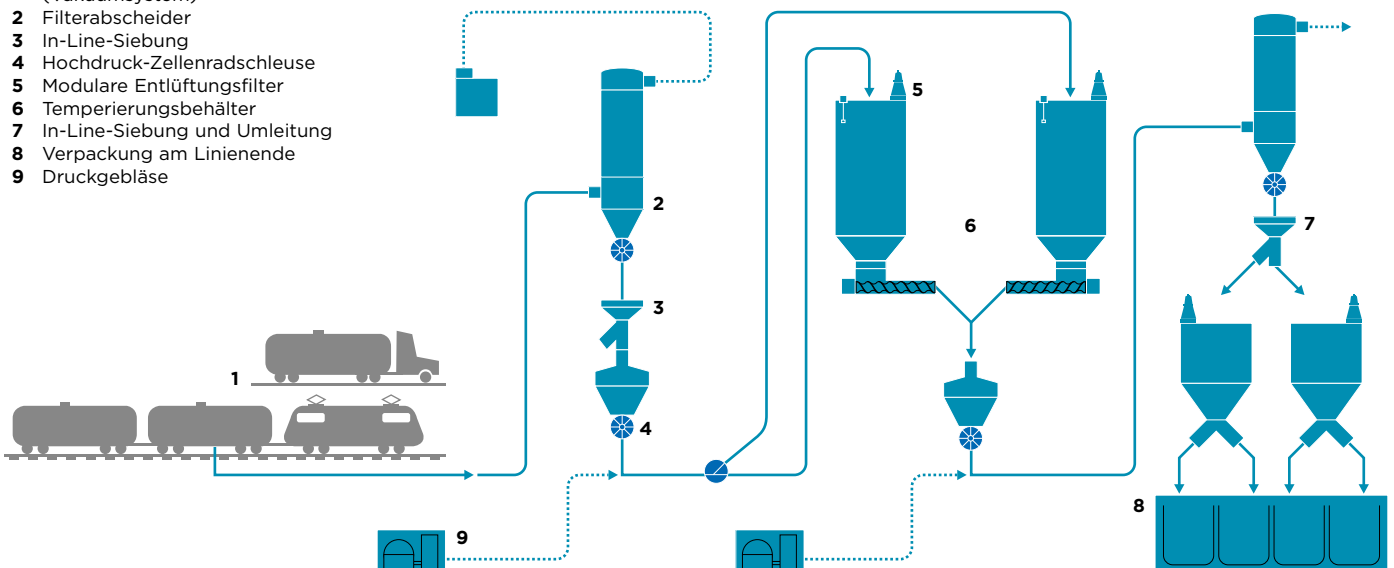 (Vakuumsystem)
2 Filterabscheider
3 In-Line-Siebung
4 Hochdruck-Zellenradschleuse
5 Modulare Entlüftungsfilter
6 Temperierungsbehälter
7 In-Line-Siebung und Umleitung
8 Verpackung am Linienende
9 Druckgebläse
5
2
6
7
3
1
4
8
9